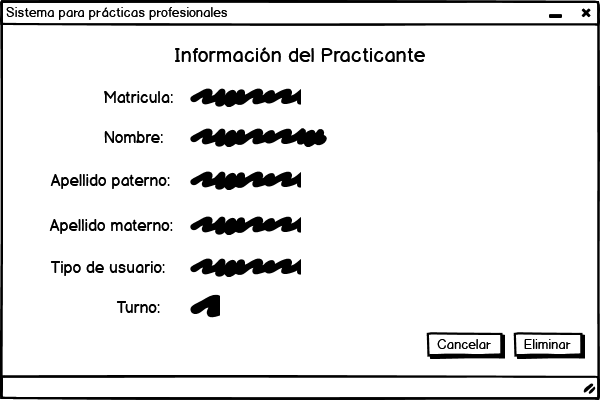 Sistema para prácticas profesionales
Información del Practicante
Matricula:
Nombre:
Apellido paterno:
Apellido materno:
Tipo de usuario:
Turno:
Cancelar Eliminar